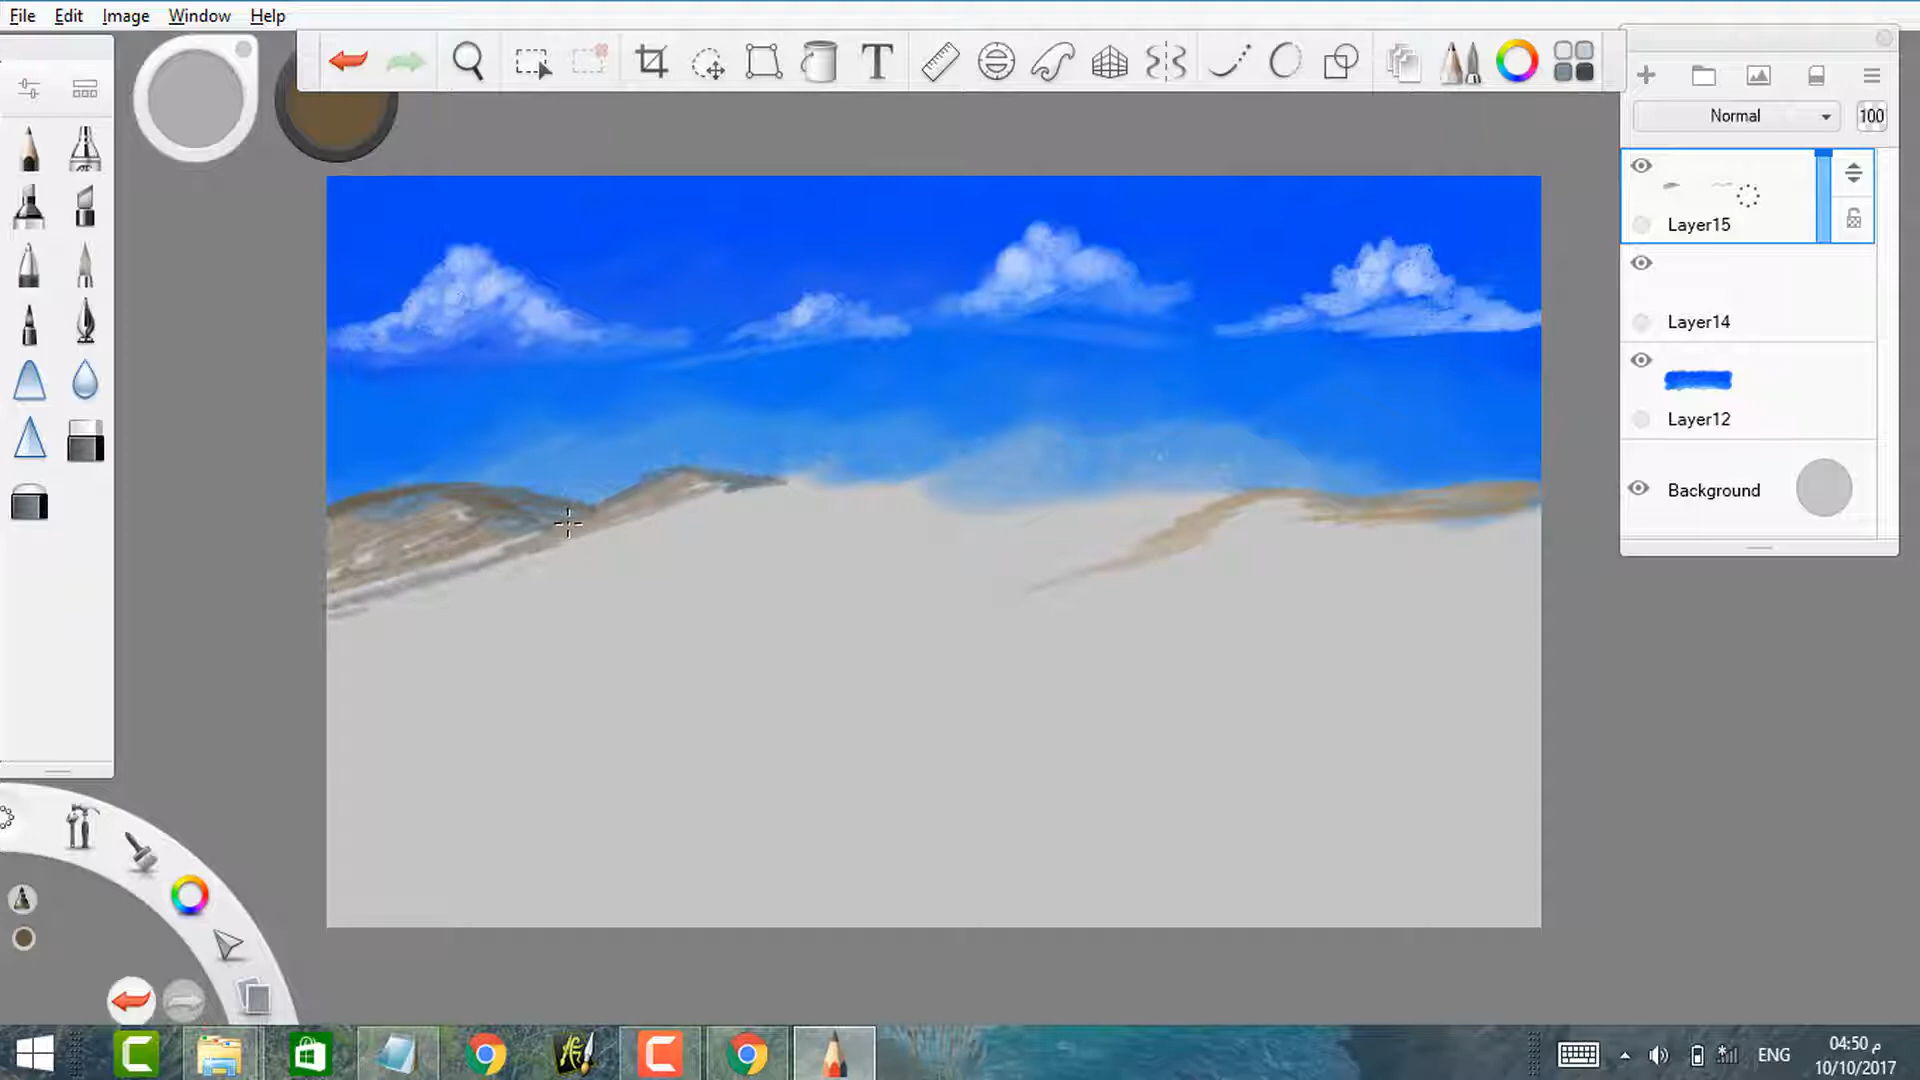 File Edit Image Window Help
Normal 100
Layer15
Layer14
Layer12
Background
ENG
04:50 م
10/10/2017